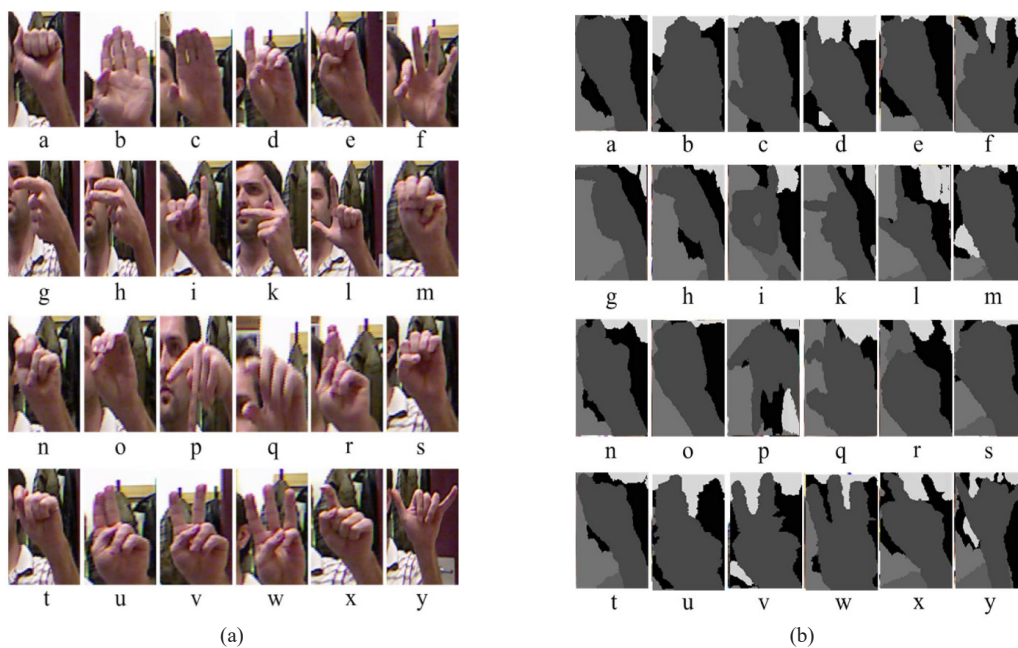 a b c d e f
g h i k l m
n o p q r s
t u v w x y
(a)
a b c d e f
g h i k l m
n o p q r s
t u v w x y
(b)